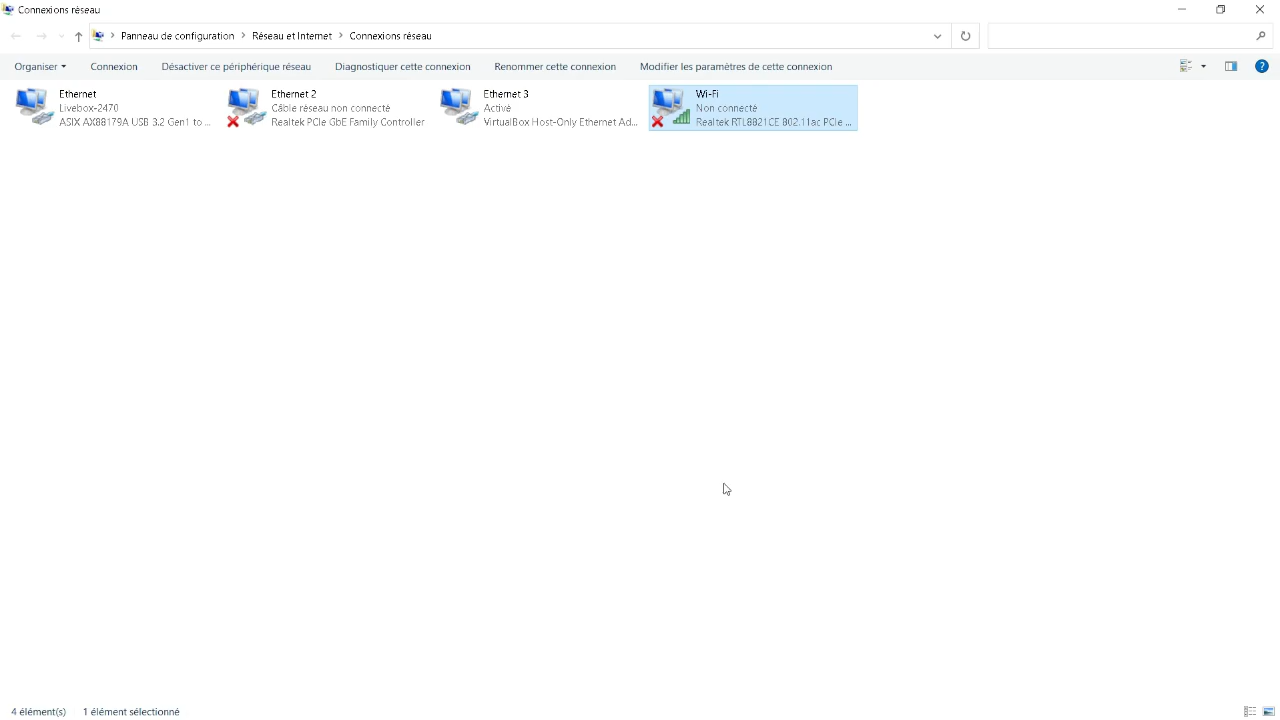 Connexions réseau
Panneau de configuration > Réseau et Internet > Connexions réseau
Organiser Connexion Désactiver ce périphérique réseau Diagnostiquer cette connexion Renommer cette connexion Modifier les paramètres de cette connexion
Ethernet
Livebox-2470
ASIX AX88179A USB 3.2 Gen1 to ...
Ethernet 2
Câble réseau non connecté
Realtek PCIe GbE Family Controller
Ethernet 3
Activé
VirtualBox Host-Only Ethernet Ad...
Wi-Fi
Non connecté
Realtek RTL8821CE 802.11ac PCIe ...
4 élément(s) 1 élément sélectionné